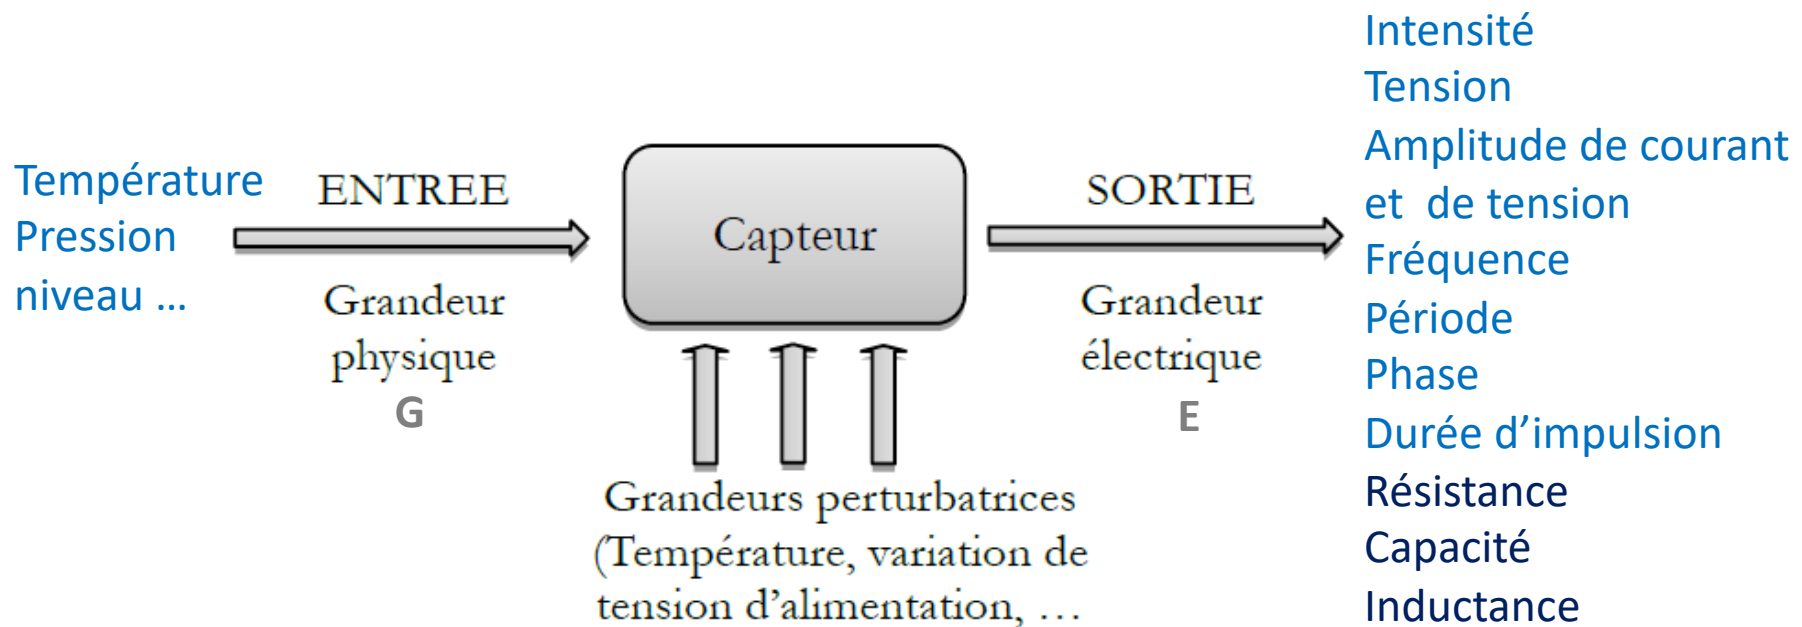 Température
Pression
niveau ...
ENTREE
Grandeur
physique
G
Capteur
Grandeurs perturbatrices
(Température, variation de
tension d’alimentation, …
SORTIE
Grandeur
électrique
E
Intensité
Tension
Amplitude de courant
et de tension
Fréquence
Période
Phase
Durée d’impulsion
Résistance
Capacité
Inductance